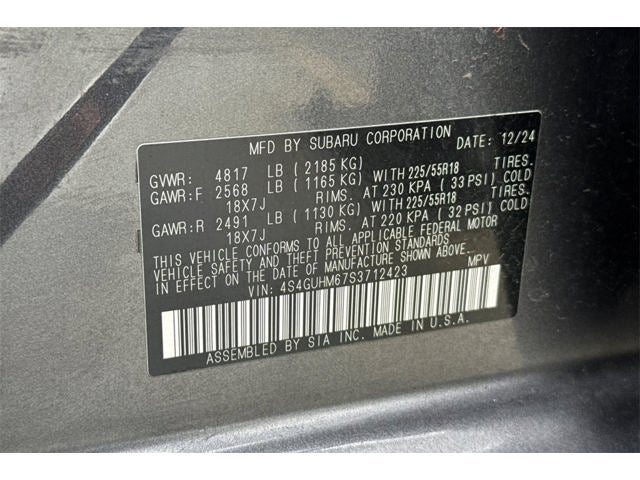 MFD BY SUBARU CORPORATION DATE: 12/24
GVWR: 4817 LB (2185 KG)
GAWR:F 2568 LB (1165 KG) WITH 225/55R18 TIRES.
18X7J RIMS. AT 230 KPA (33 PSI) COLD
GAWR:R 2491 LB (1130 KG) WITH 225/55R18 TIRES.
18X7J RIMS. AT 220 KPA (32 PSI) COLD
THIS VEHICLE CONFORMS TO ALL APPLICABLE FEDERAL MOTOR
VEHICLE SAFETY AND THEFT PREVENTION STANDARDS
IN EFFECT ON THE DATE OF MANUFACTURE SHOWN ABOVE.
VIN: 4S4GUHM67S3712423 MPV
ASSEMBLED BY SIA INC. MADE IN U.S.A.